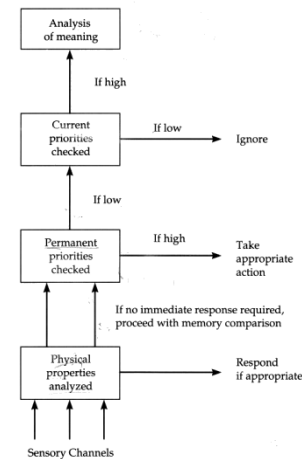 Analysis
of meaning
If high
Current
priorities
checked
If low
Ignore
If low
Permanent
priorities
checked
If high
Take
appropriate
action
If no immediate response required,
proceed with memory comparison
Physical
properties
analyzed
Respond
if appropriate
Sensory Channels